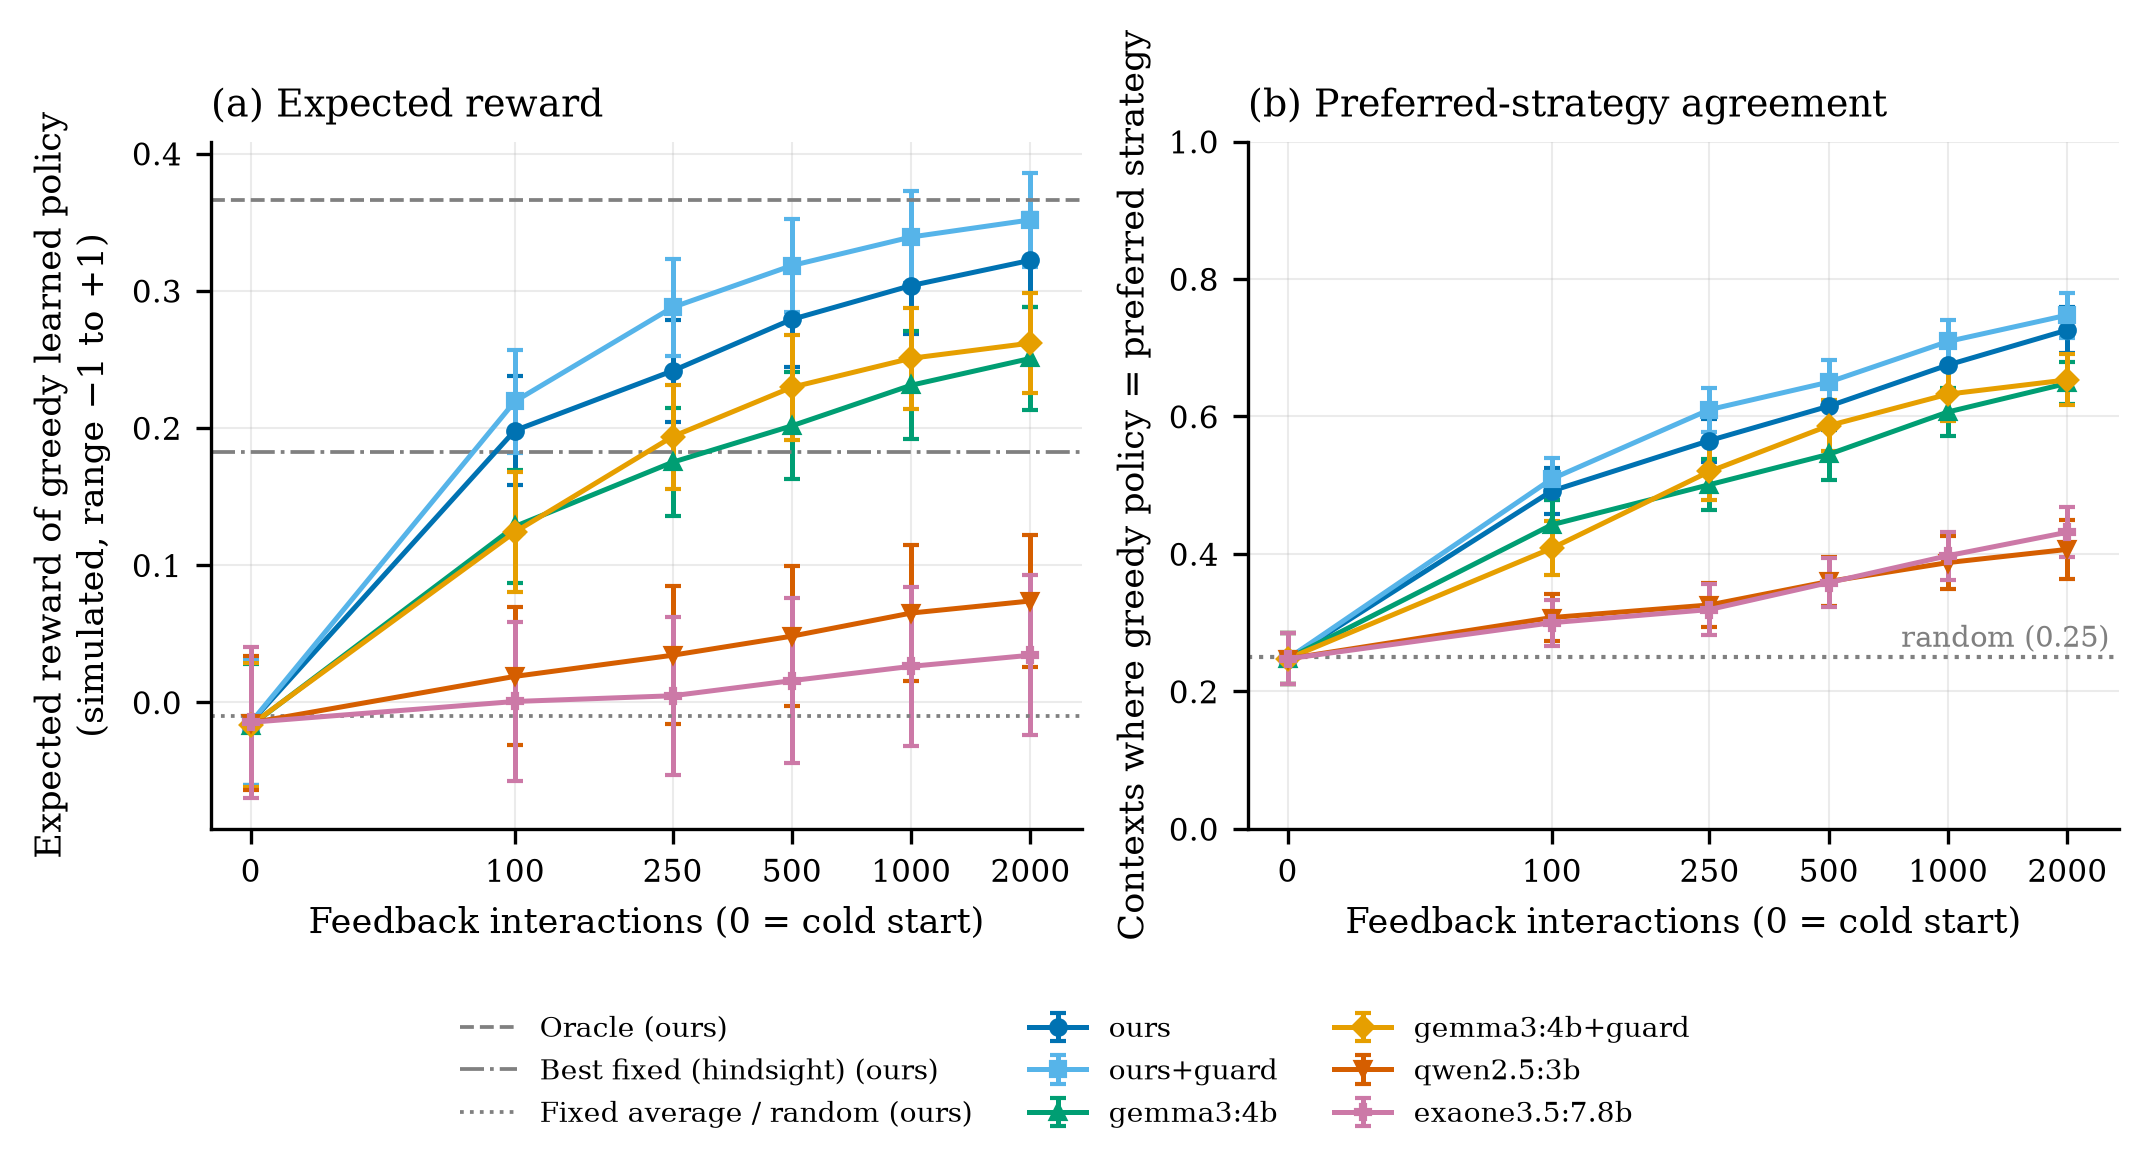 (a) Expected reward
Expected reward of greedy learned policy
(simulated, range −1 to +1)
0.4
0.3
0.2
0.1
0.0
0 100 250 500 1000 2000
Feedback interactions (0 = cold start)
(b) Preferred-strategy agreement
Contexts where greedy policy = preferred strategy
1.0
0.8
0.6
0.4
0.2
0.0
random (0.25)
0 100 250 500 1000 2000
Feedback interactions (0 = cold start)
Oracle (ours)
Best fixed (hindsight) (ours)
Fixed average / random (ours)
ours
ours+guard
gemma3:4b
gemma3:4b+guard
qwen2.5:3b
exaone3.5:7.8b